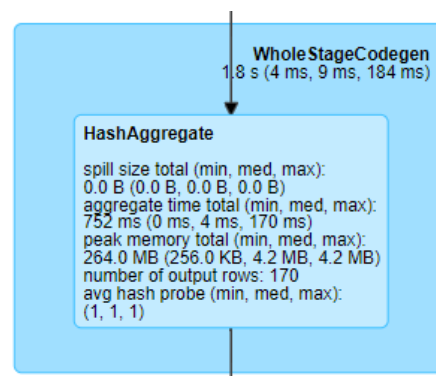 WholeStageCodegen
1.8 s (4 ms, 9 ms, 184 ms)
HashAggregate
spill size total (min, med, max):
0.0 B (0.0 B, 0.0 B, 0.0 B)
aggregate time total (min, med, max):
752 ms (0 ms, 4 ms, 170 ms)
peak memory total (min, med, max):
264.0 MB (256.0 KB, 4.2 MB, 4.2 MB)
number of output rows: 170
avg hash probe (min, med, max):
(1, 1, 1)